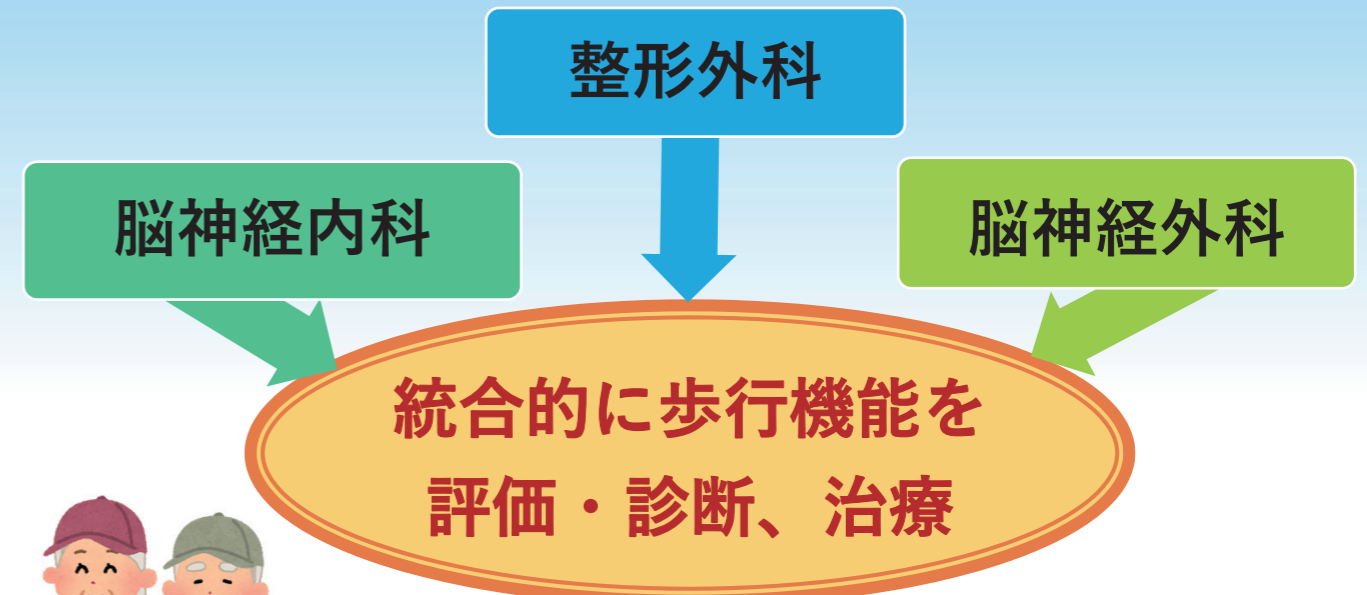 整形外科
脳神経内科
脳神経外科
統合的に歩行機能を
評価・診断、治療